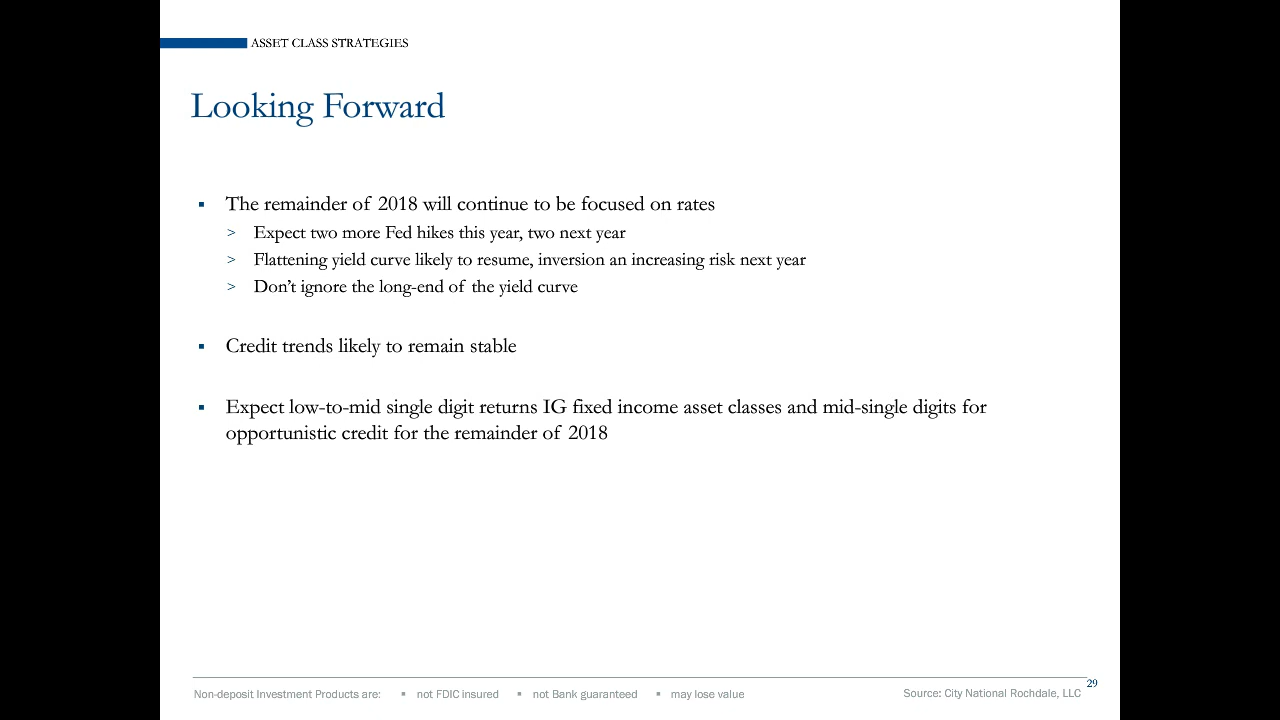 ASSET CLASS STRATEGIES
Looking Forward
▪ The remainder of 2018 will continue to be focused on rates
> Expect two more Fed hikes this year, two next year
> Flattening yield curve likely to resume, inversion an increasing risk next year
> Don’t ignore the long-end of the yield curve
▪ Credit trends likely to remain stable
▪ Expect low-to-mid single digit returns IG fixed income asset classes and mid-single digits for
opportunistic credit for the remainder of 2018
Non-deposit Investment Products are: ▪ not FDIC insured ▪ not Bank guaranteed ▪ may lose value
Source: City National Rochdale, LLC
29